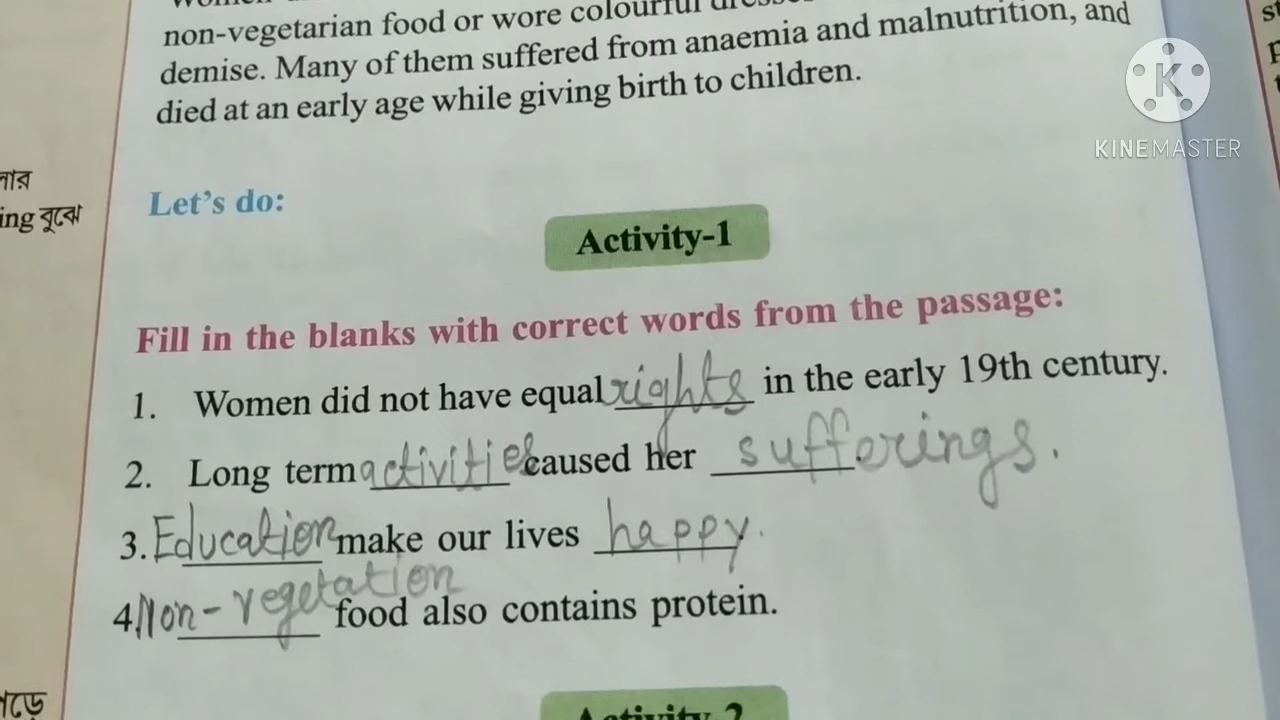 non-vegetarian food or wore colourful
demise. Many of them suffered from anaemia and malnutrition, and
died at an early age while giving birth to children.
KINEMASTER
ing বুঝে
Let's do:
Activity-1
Fill in the blanks with correct words from the passage:
1. Women did not have equal rights in the early 19th century.
2. Long term activities caused her sufferings.
3. Education make our lives happy.
4. Non-vegetation food also contains protein.
Activity-2